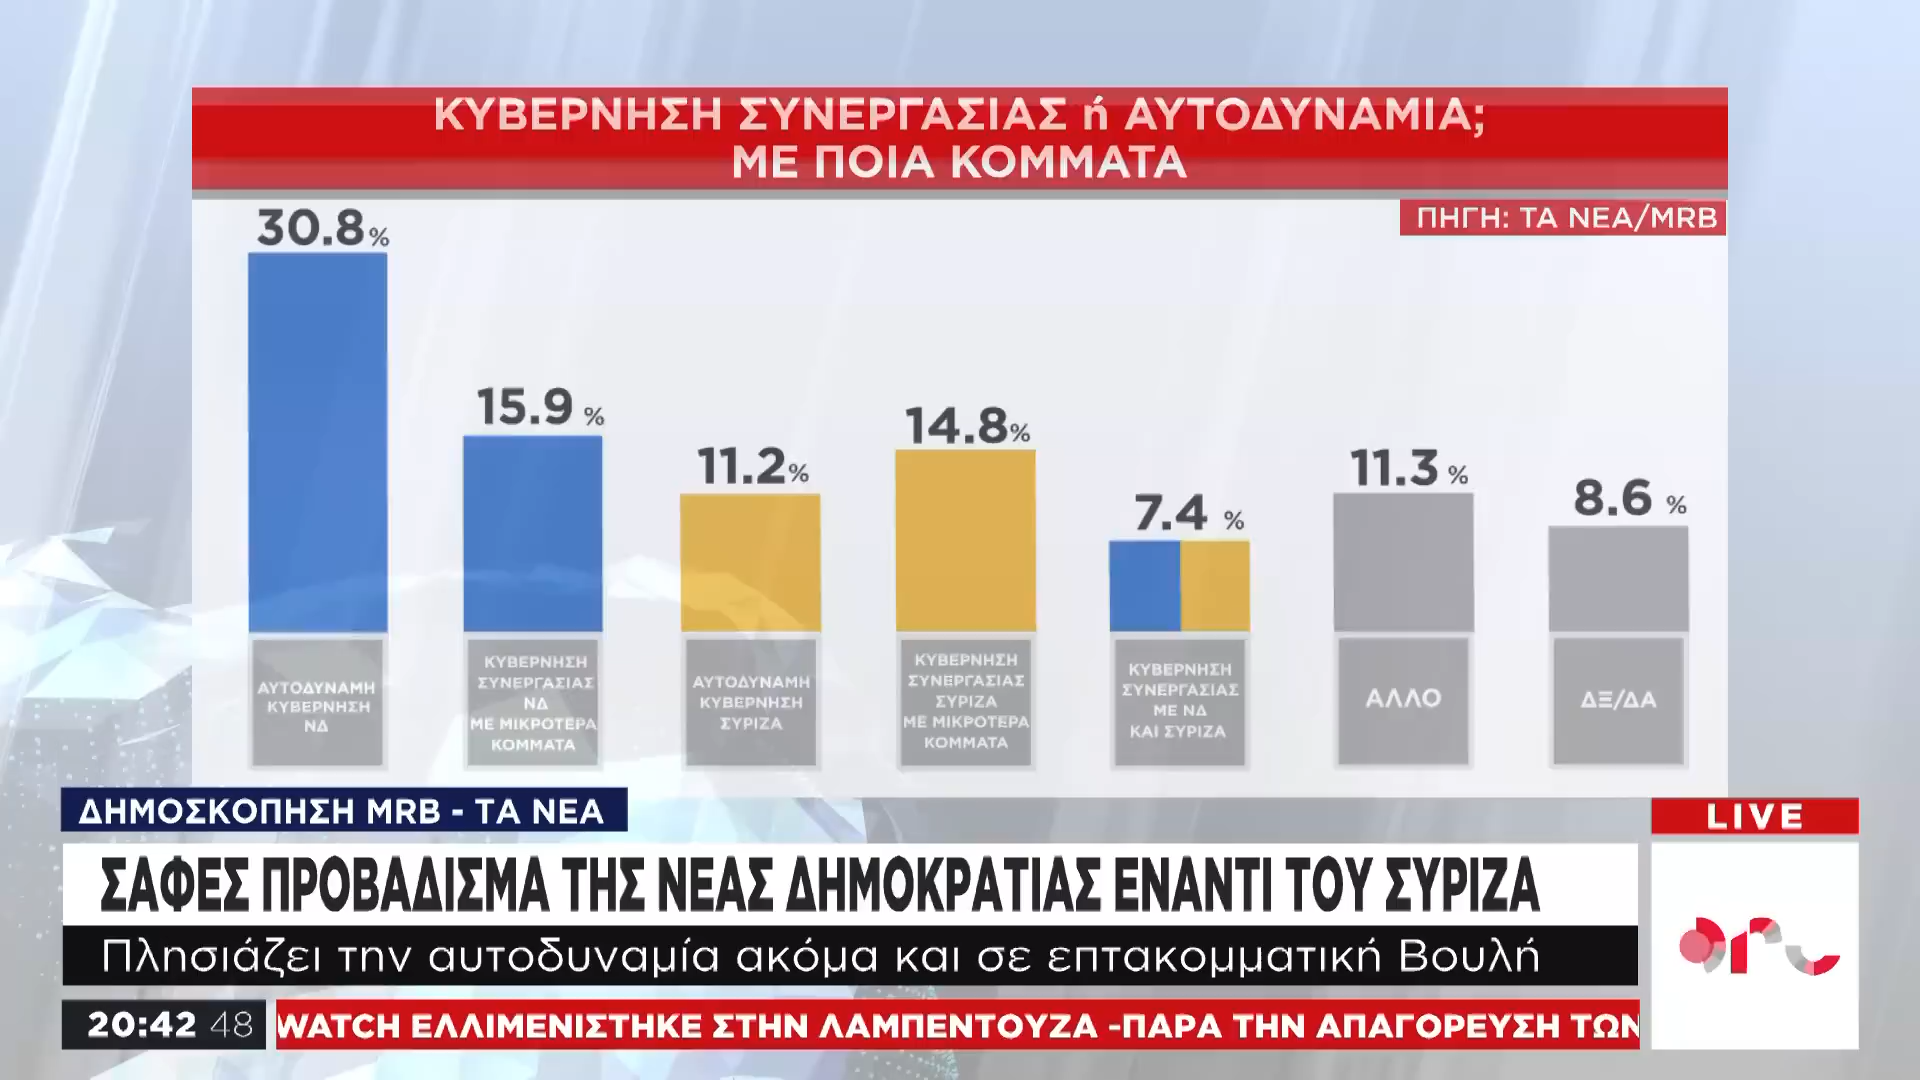 ΚΥΒΕΡΝΗΣΗ ΣΥΝΕΡΓΑΣΙΑΣ ή ΑΥΤΟΔΥΝΑΜΙΑ;
ΜΕ ΠΟΙΑ ΚΟΜΜΑΤΑ
ΠΗΓΗ: ΤΑ ΝΕΑ/MRB
30.8%
15.9 %
11.2%
14.8%
7.4 %
11.3 %
8.6 %
ΑΥΤΟΔΥΝΑΜΗ
ΚΥΒΕΡΝΗΣΗ
ΝΔ
ΚΥΒΕΡΝΗΣΗ
ΣΥΝΕΡΓΑΣΙΑΣ
ΝΔ
ΜΕ ΜΙΚΡΟΤΕΡΑ
ΚΟΜΜΑΤΑ
ΑΥΤΟΔΥΝΑΜΗ
ΚΥΒΕΡΝΗΣΗ
ΣΥΡΙΖΑ
ΚΥΒΕΡΝΗΣΗ
ΣΥΝΕΡΓΑΣΙΑΣ
ΣΥΡΙΖΑ
ΜΕ ΜΙΚΡΟΤΕΡΑ
ΚΟΜΜΑΤΑ
ΚΥΒΕΡΝΗΣΗ
ΣΥΝΕΡΓΑΣΙΑΣ
ΜΕ ΝΔ
ΚΑΙ ΣΥΡΙΖΑ
ΑΛΛΟ
ΔΞ/ΔΑ
ΔΗΜΟΣΚΟΠΗΣΗ MRB - ΤΑ ΝΕΑ
LIVE
ΣΑΦΕΣ ΠΡΟΒΑΔΙΣΜΑ ΤΗΣ ΝΕΑΣ ΔΗΜΟΚΡΑΤΙΑΣ ΕΝΑΝΤΙ ΤΟΥ ΣΥΡΙΖΑ
Πλησιάζει την αυτοδυναμία ακόμα και σε επτακομματική Βουλή
20:42 48
WATCH ΕΛΛΙΜΕΝΙΣΤΗΚΕ ΣΤΗΝ ΛΑΜΠΕΝΤΟΥΖΑ -ΠΑΡΑ ΤΗΝ ΑΠΑΓΟΡΕΥΣΗ ΤΩΝ